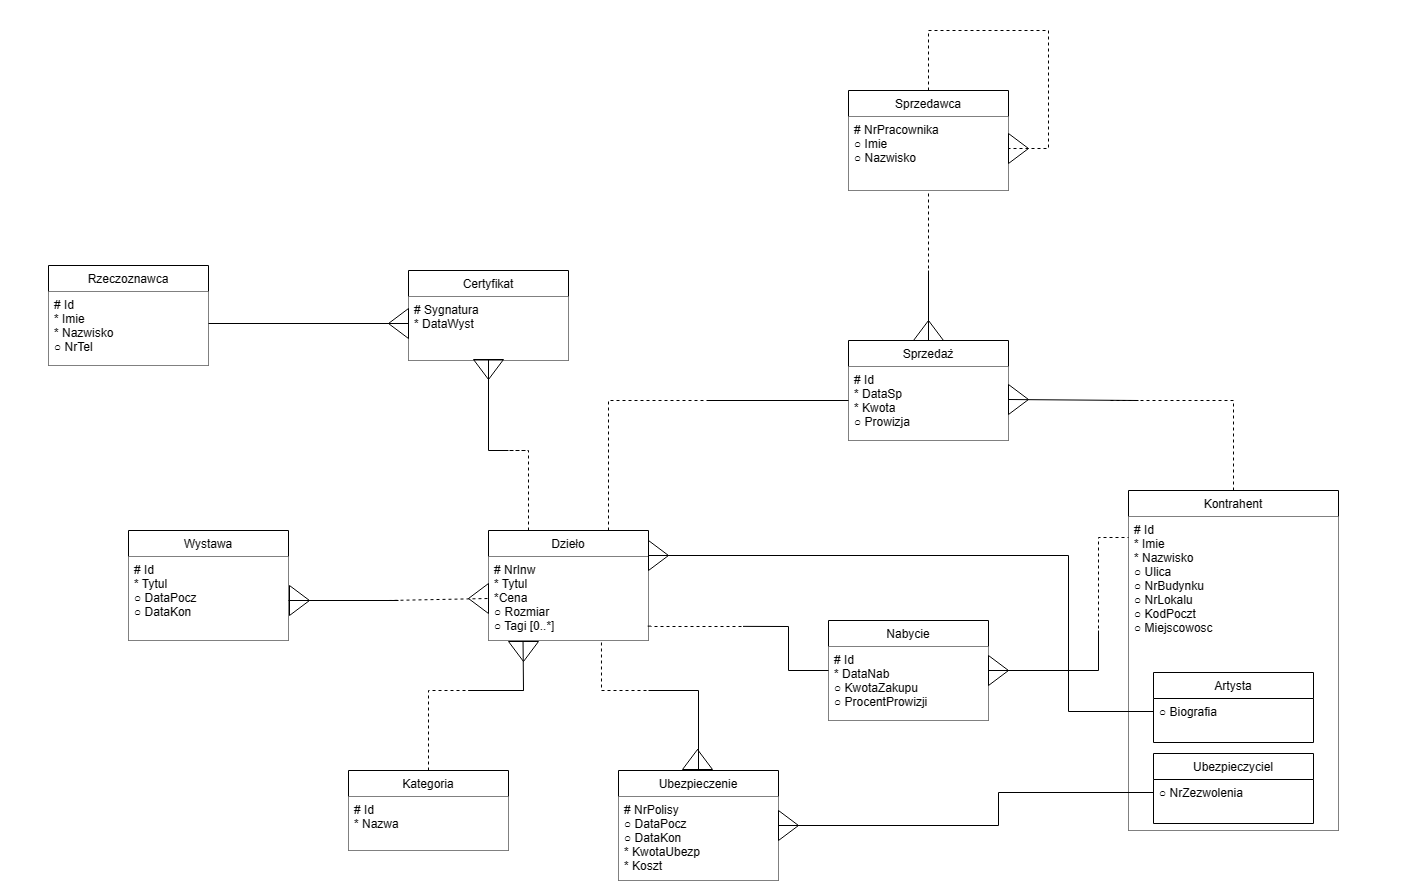 Sprzedawca
# NrPracownika
○ Imie
○ Nazwisko
Rzeczoznawca
# Id
* Imie
* Nazwisko
○ NrTel
Certyfikat
# Sygnatura
* DataWyst
Sprzedaż
# Id
* DataSp
* Kwota
○ Prowizja
Wystawa
# Id
* Tytul
○ DataPocz
○ DataKon
Dzieło
# NrInw
* Tytul
*Cena
○ Rozmiar
○ Tagi [0..*]
Nabycie
# Id
* DataNab
○ KwotaZakupu
○ ProcentProwizji
Kontrahent
# Id
* Imie
* Nazwisko
○ Ulica
○ NrBudynku
○ NrLokalu
○ KodPoczt
○ Miejscowosc
Artysta
○ Biografia
Ubezpieczyciel
○ NrZezwolenia
Kategoria
# Id
* Nazwa
Ubezpieczenie
# NrPolisy
○ DataPocz
○ DataKon
* KwotaUbezp
* Koszt